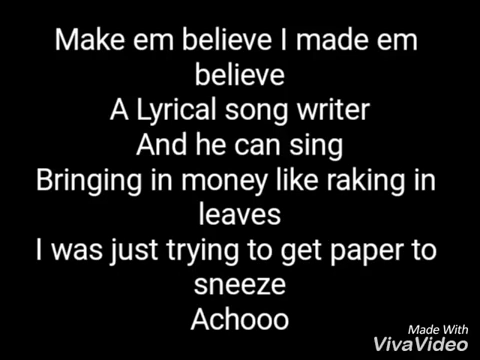 Make em believe I made em
believe
A Lyrical song writer
And he can sing
Bringing in money like raking in
leaves
I was just trying to get paper to
sneeze
Achooo
Made With
VivaVideo